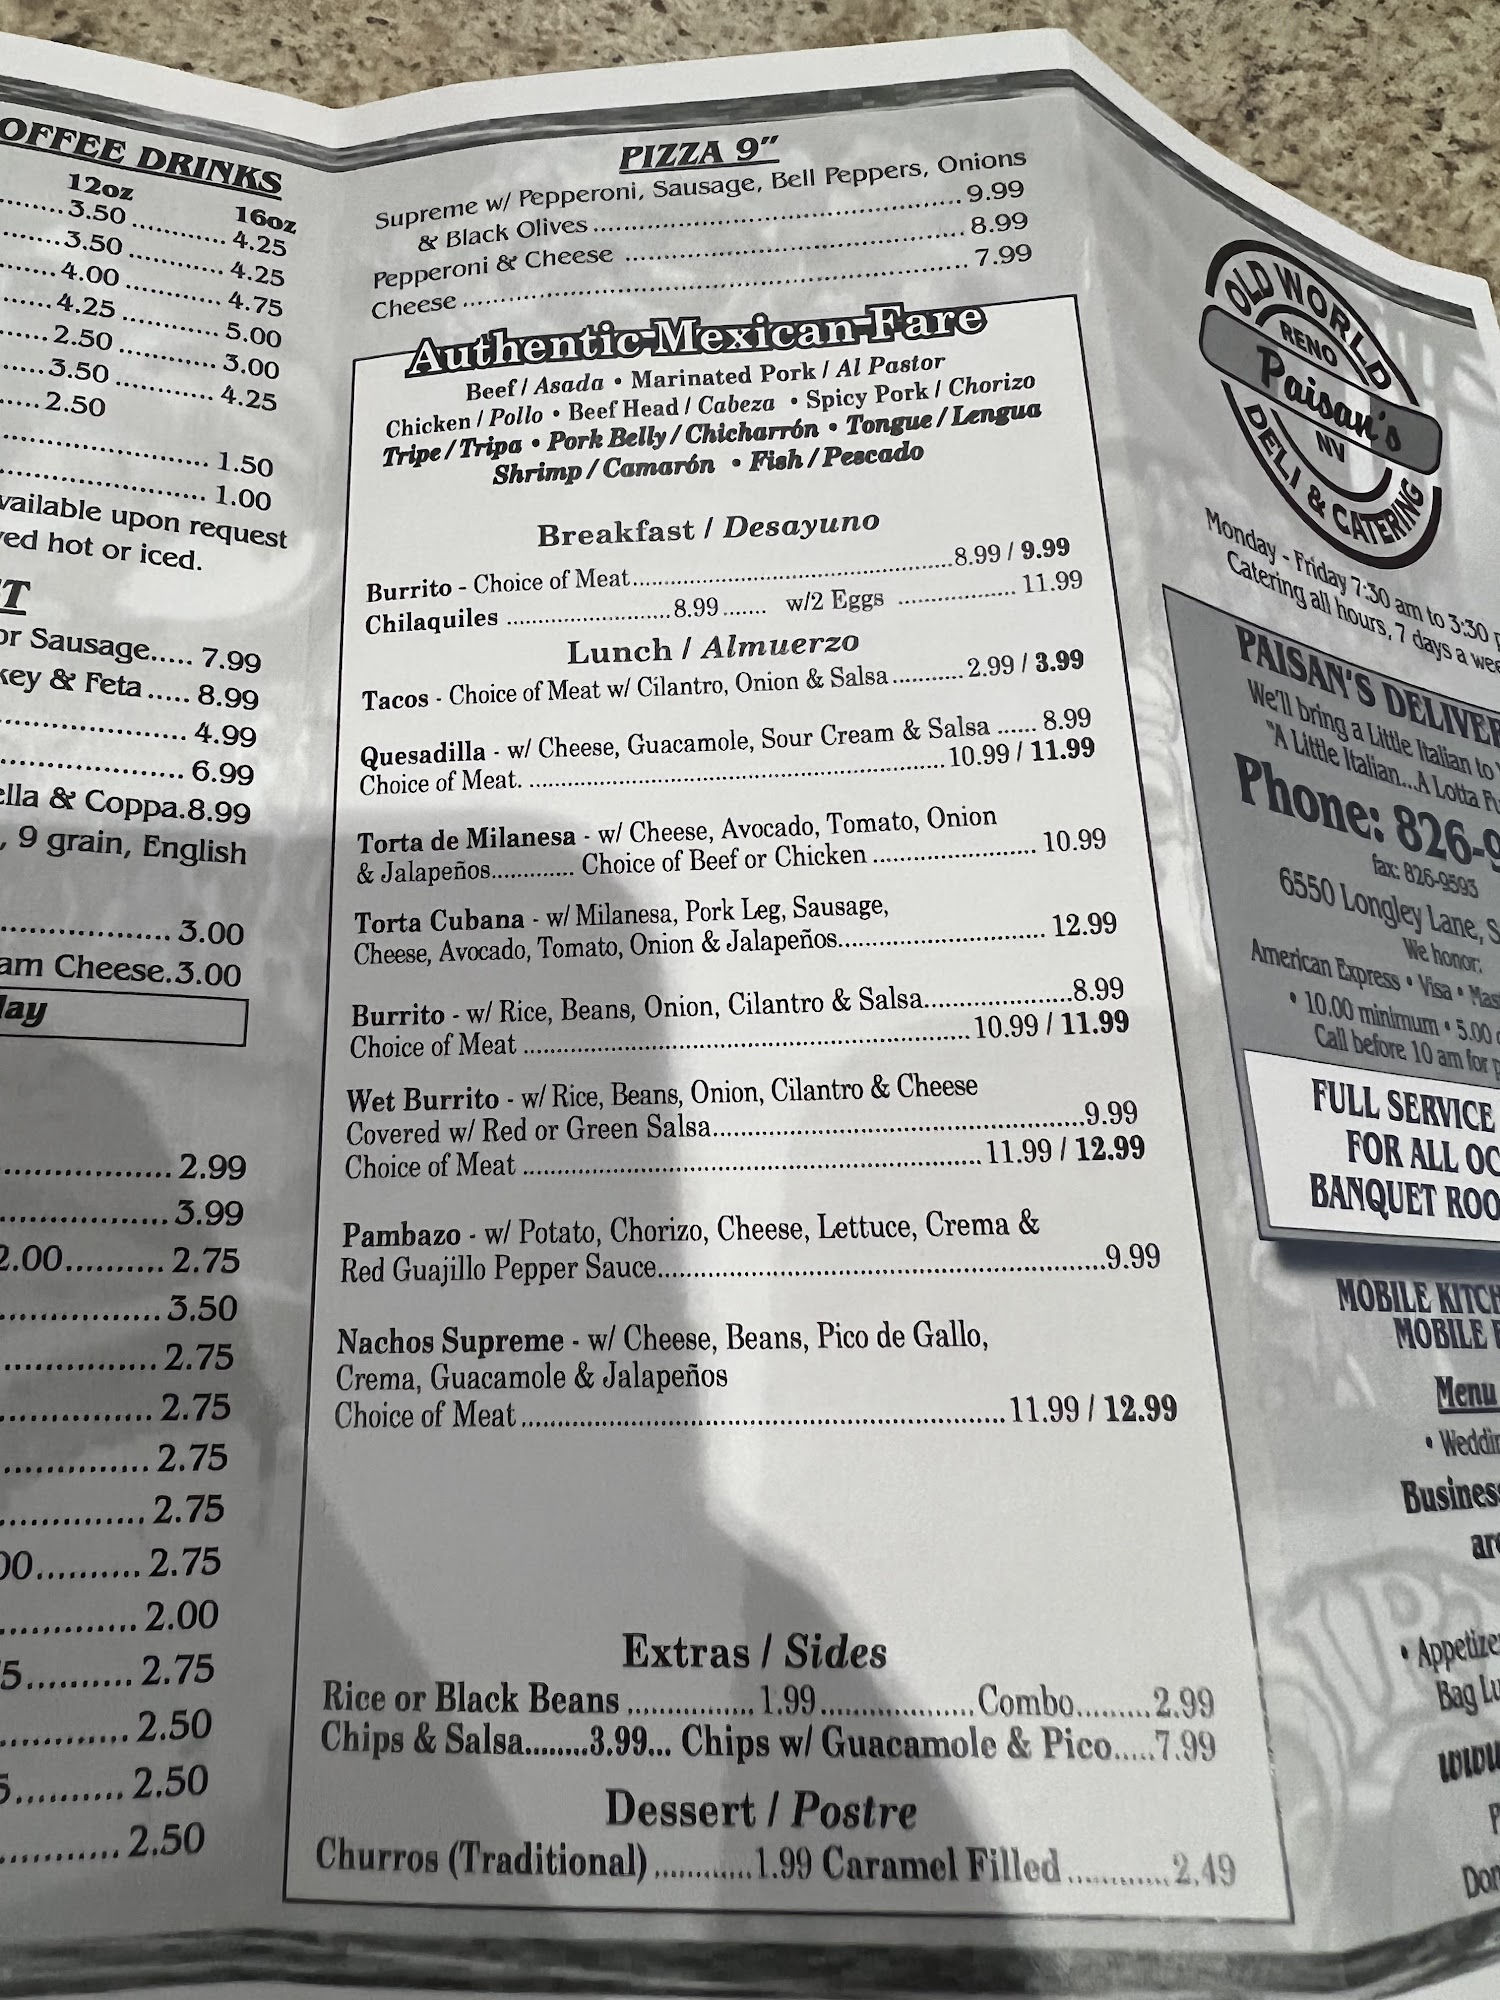 OFFEE DRINKS
12oz 16oz
3.50 4.25
3.50 4.25
4.00 4.75
4.25 5.00
2.50 3.00
3.50 4.25
2.50
1.50
1.00
vailable upon request
ed hot or iced.
T
or Sausage..... 7.99
key & Feta ..... 8.99
4.99
6.99
ella & Coppa.8.99
, 9 grain, English
3.00
am Cheese.3.00
lay
2.99
3.99
2.00.......... 2.75
3.50
2.75
2.75
2.75
2.75
00........... 2.75
2.00
5........... 2.75
2.50
5........... 2.50
2.50
PIZZA 9"
Supreme w/ Pepperoni, Sausage, Bell Peppers, Onions
& Black Olives 9.99
Pepperoni & Cheese 8.99
Cheese 7.99
Authentic Mexican Fare
Beef / Asada • Marinated Pork / Al Pastor
Chicken / Pollo • Beef Head / Cabeza • Spicy Pork / Chorizo
Tripe / Tripa • Pork Belly / Chicharrón • Tongue / Lengua
Shrimp / Camarón • Fish / Pescado
Breakfast / Desayuno
Burrito - Choice of Meat 8.99 / 9.99
Chilaquiles 8.99 w/2 Eggs 11.99
Lunch / Almuerzo
Tacos - Choice of Meat w/ Cilantro, Onion & Salsa 2.99 / 3.99
Quesadilla - w/ Cheese, Guacamole, Sour Cream & Salsa 8.99
Choice of Meat. 10.99 / 11.99
Torta de Milanesa - w/ Cheese, Avocado, Tomato, Onion
& Jalapeños Choice of Beef or Chicken 10.99
Torta Cubana - w/ Milanesa, Pork Leg, Sausage,
Cheese, Avocado, Tomato, Onion & Jalapeños 12.99
Burrito - w/ Rice, Beans, Onion, Cilantro & Salsa 8.99
Choice of Meat 10.99 / 11.99
Wet Burrito - w/ Rice, Beans, Onion, Cilantro & Cheese
Covered w/ Red or Green Salsa 9.99
Choice of Meat 11.99 / 12.99
Pambazo - w/ Potato, Chorizo, Cheese, Lettuce, Crema &
Red Guajillo Pepper Sauce 9.99
Nachos Supreme - w/ Cheese, Beans, Pico de Gallo,
Crema, Guacamole & Jalapeños
Choice of Meat 11.99 / 12.99
Extras / Sides
Rice or Black Beans 1.99 Combo 2.99
Chips & Salsa 3.99 Chips w/ Guacamole & Pico 7.99
Dessert / Postre
Churros (Traditional) 1.99 Caramel Filled 2.49
OLD WORLD
RENO
Paisan's
NV
DELI & CATERING
Monday - Friday 7:30 am to 3:30 p
Catering all hours, 7 days a wee
PAISAN'S DELIVER
We'll bring a Little Italian to
"A Little Italian...A Lotta Fu
Phone: 826-9
fax: 826-9593
6550 Longley Lane, S
We honor:
American Express • Visa • Mas
• 10.00 minimum • 5.00
Call before 10 am for p
FULL SERVICE
FOR ALL OC
BANQUET ROO
MOBILE KITCH
MOBILE
Menu
• Weddin
Business
are
• Appetize
Bag Lu
www
Don